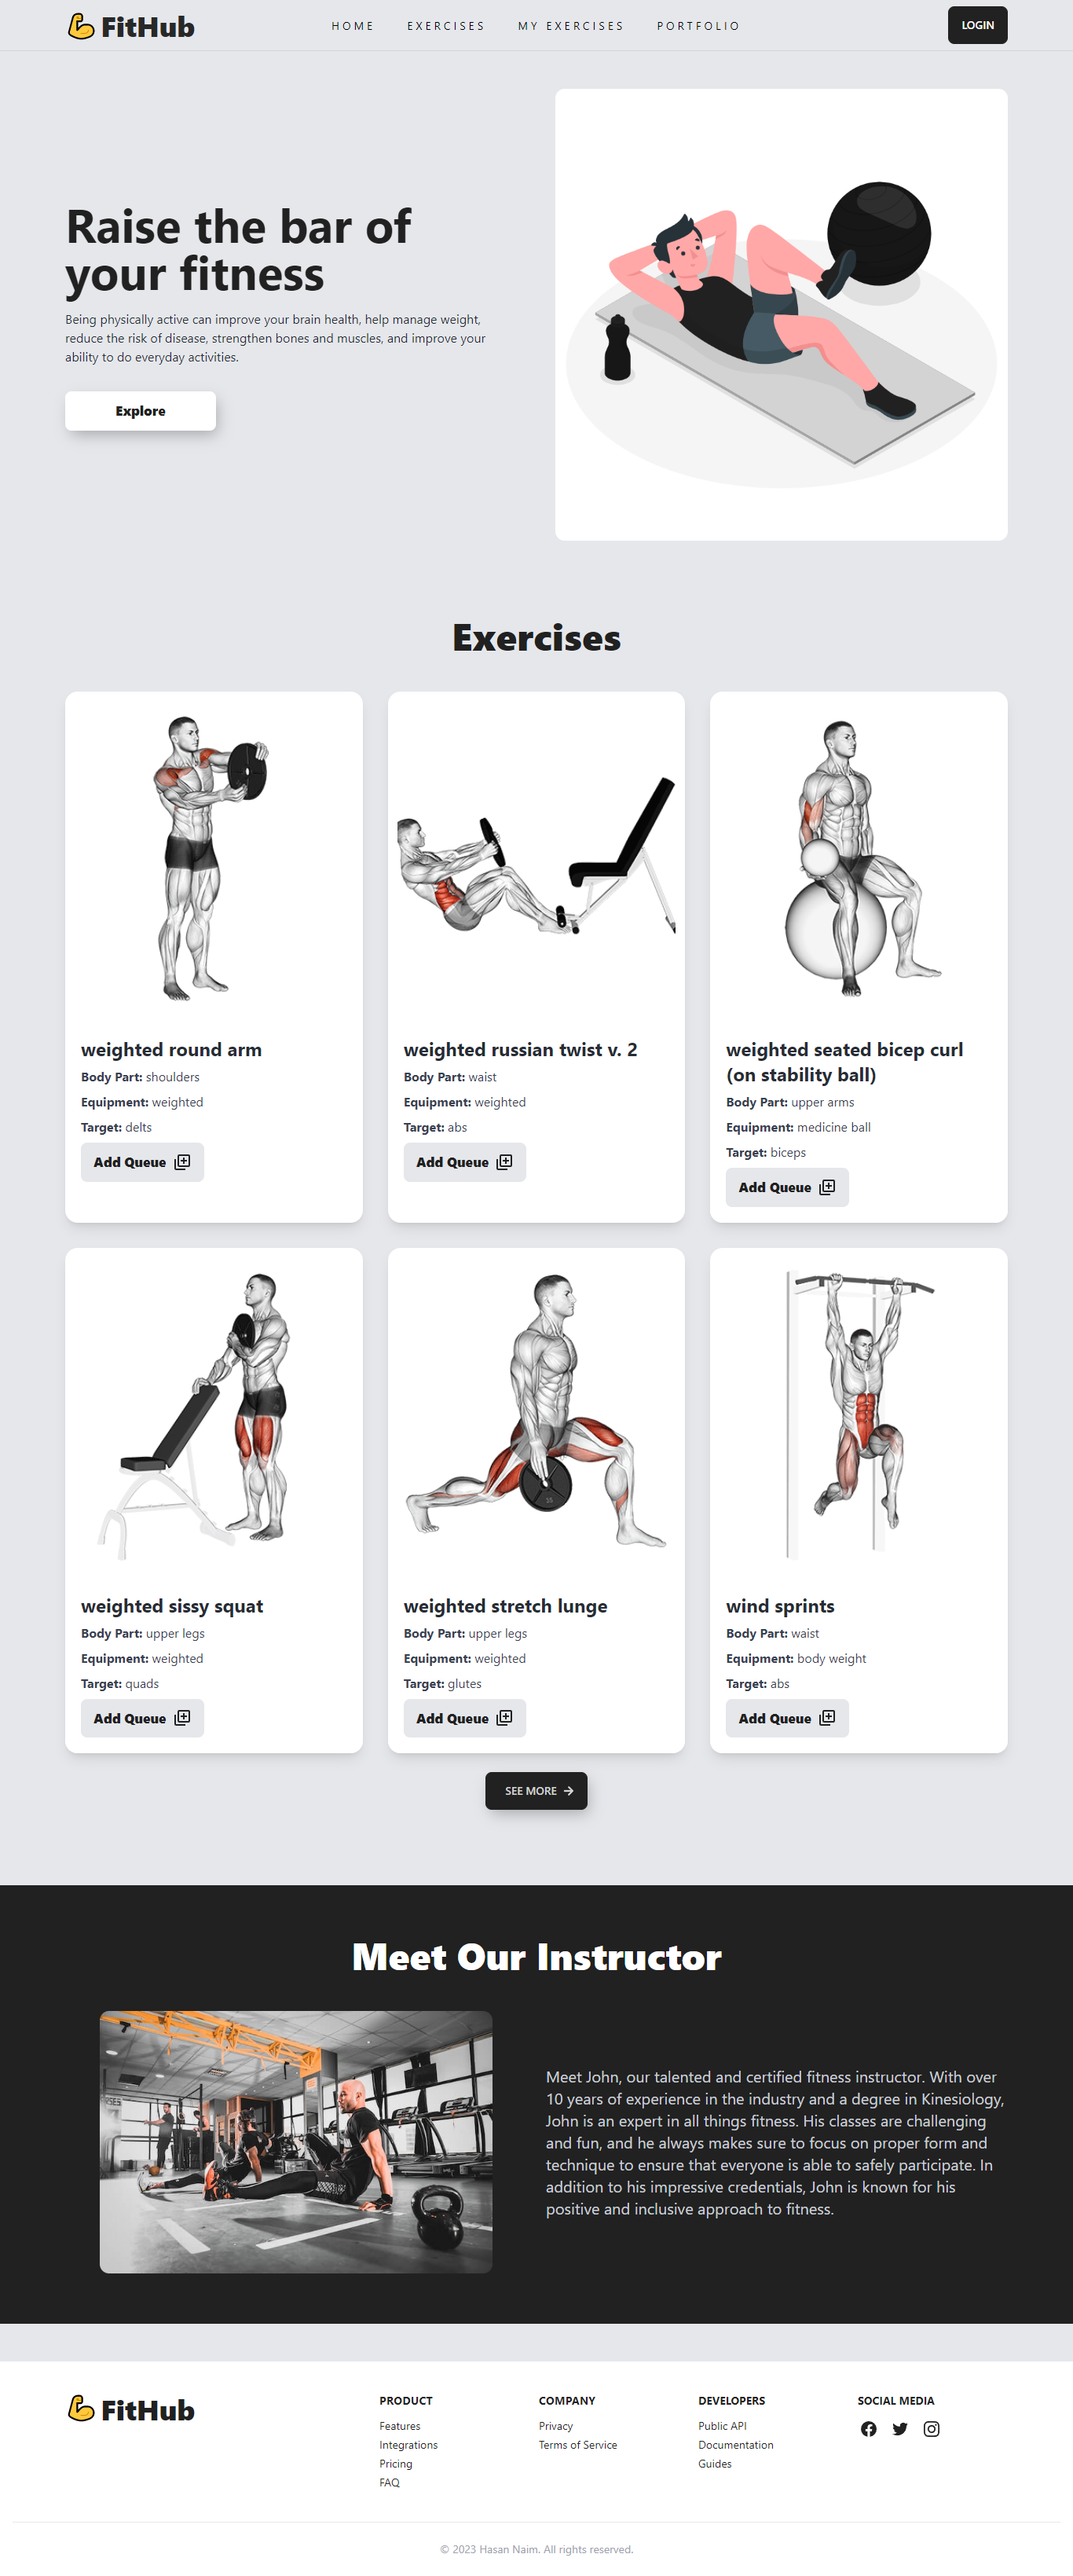 FitHub
HOME
EXERCISES
MY EXERCISES
PORTFOLIO
LOGIN
Raise the bar of
your fitness
Being physically active can improve your brain health, help manage weight,
reduce the risk of disease, strengthen bones and muscles, and improve your
ability to do everyday activities.
Explore
Exercises
weighted round arm
Body Part: shoulders
Equipment: weighted
Target: delts
Add Queue
weighted russian twist v. 2
Body Part: waist
Equipment: weighted
Target: abs
Add Queue
weighted seated bicep curl
(on stability ball)
Body Part: upper arms
Equipment: medicine ball
Target: biceps
Add Queue
weighted sissy squat
Body Part: upper legs
Equipment: weighted
Target: quads
Add Queue
weighted stretch lunge
Body Part: upper legs
Equipment: weighted
Target: glutes
Add Queue
wind sprints
Body Part: waist
Equipment: body weight
Target: abs
Add Queue
SEE MORE
Meet Our Instructor
Meet John, our talented and certified fitness instructor. With over
10 years of experience in the industry and a degree in Kinesiology,
John is an expert in all things fitness. His classes are challenging
and fun, and he always makes sure to focus on proper form and
technique to ensure that everyone is able to safely participate. In
addition to his impressive credentials, John is known for his
positive and inclusive approach to fitness.
FitHub
PRODUCT
Features
Integrations
Pricing
FAQ
COMPANY
Privacy
Terms of Service
DEVELOPERS
Public API
Documentation
Guides
SOCIAL MEDIA
© 2023 Hasan Naim. All rights reserved.